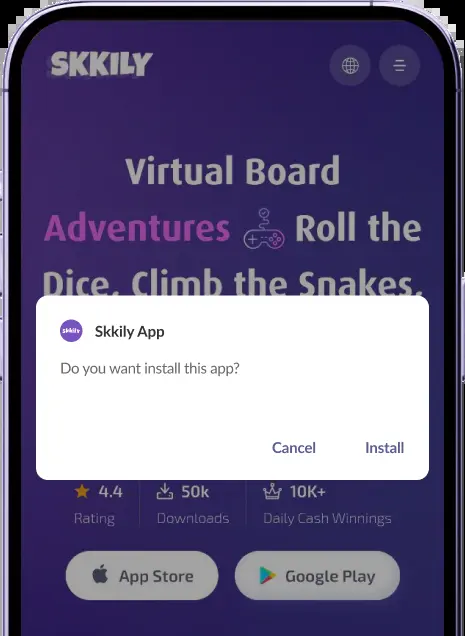 SKKILY
Virtual Board
Adventures Roll the
Dice, Climb the Snakes,
skkily Skkily App
Do you want install this app?
Cancel Install
4.4 50k 10K+
Rating Downloads Daily Cash Winnings
App Store Google Play